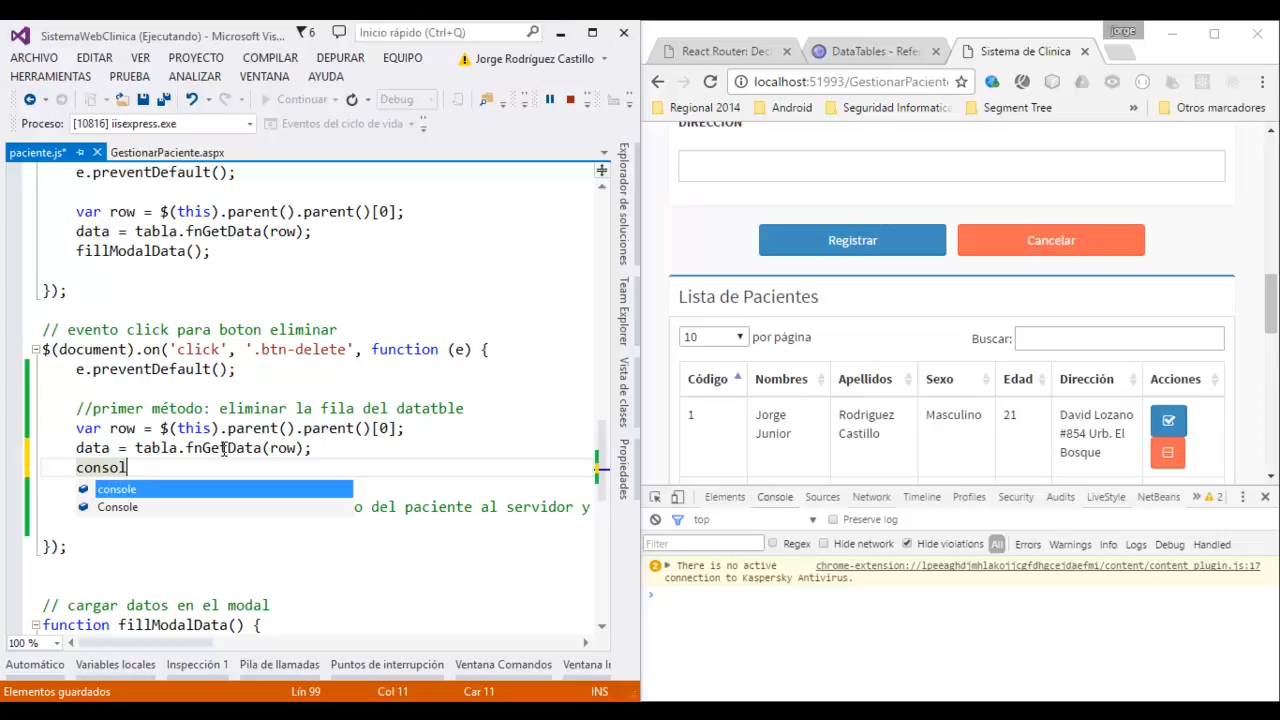 SistemaWebClinica (Ejecutando) - Microsoft Vis...
6
Inicio rápido (Ctrl+Q)
ARCHIVO EDITAR VER PROYECTO COMPILAR DEPURAR EQUIPO
Jorge Rodríguez Castillo
HERRAMIENTAS PRUEBA ANALIZAR VENTANA AYUDA
Continuar
Debug
Proceso: [10816] iisexpress.exe
Eventos del ciclo de vida
paciente.js*
GestionarPaciente.aspx
e.preventDefault();
var row = $(this).parent().parent()[0];
data = tabla.fnGetData(row);
fillModalData();
});
// evento click para boton eliminar
$(document).on('click', '.btn-delete', function (e) {
e.preventDefault();
//primer método: eliminar la fila del datatble
var row = $(this).parent().parent()[0];
data = tabla.fnGetData(row);
consol
console
Console
o del paciente al servidor y
});
// cargar datos en el modal
function fillModalData() {
100 %
Explorador de soluciones
Team Explorer
Vista de clases
Propiedades
Automático Variables locales Inspección 1 Pila de llamadas Puntos de interrupción Ventana Comandos Ventana In
Elementos guardados
Lín 99
Col 11
Car 11
INS
jorge
React Router: Decl
DataTables - Refe
Sistema de Clinica
localhost:51993/GestionarPaciente
Regional 2014
Android
Seguridad Informatica
Segment Tree
»
Otros marcadores
DIRECCIÓN
Registrar
Cancelar
Lista de Pacientes
10 por página
Buscar:
Código Nombres Apellidos Sexo Edad Dirección Acciones
1 Jorge Junior Rodriguez Castillo Masculino 21 David Lozano #854 Urb. El Bosque
Elements Console Sources Network Timeline Profiles Security Audits LiveStyle NetBeans » 2
top
Preserve log
Filter
Regex
Hide network
Hide violations
All
Errors Warnings Info Logs Debug Handled
2 There is no active chrome-extension://lpeeaghdjmhlakojjcgfdhgcejdaefmi/content/content_plugin.js:17
connection to Kaspersky Antivirus.